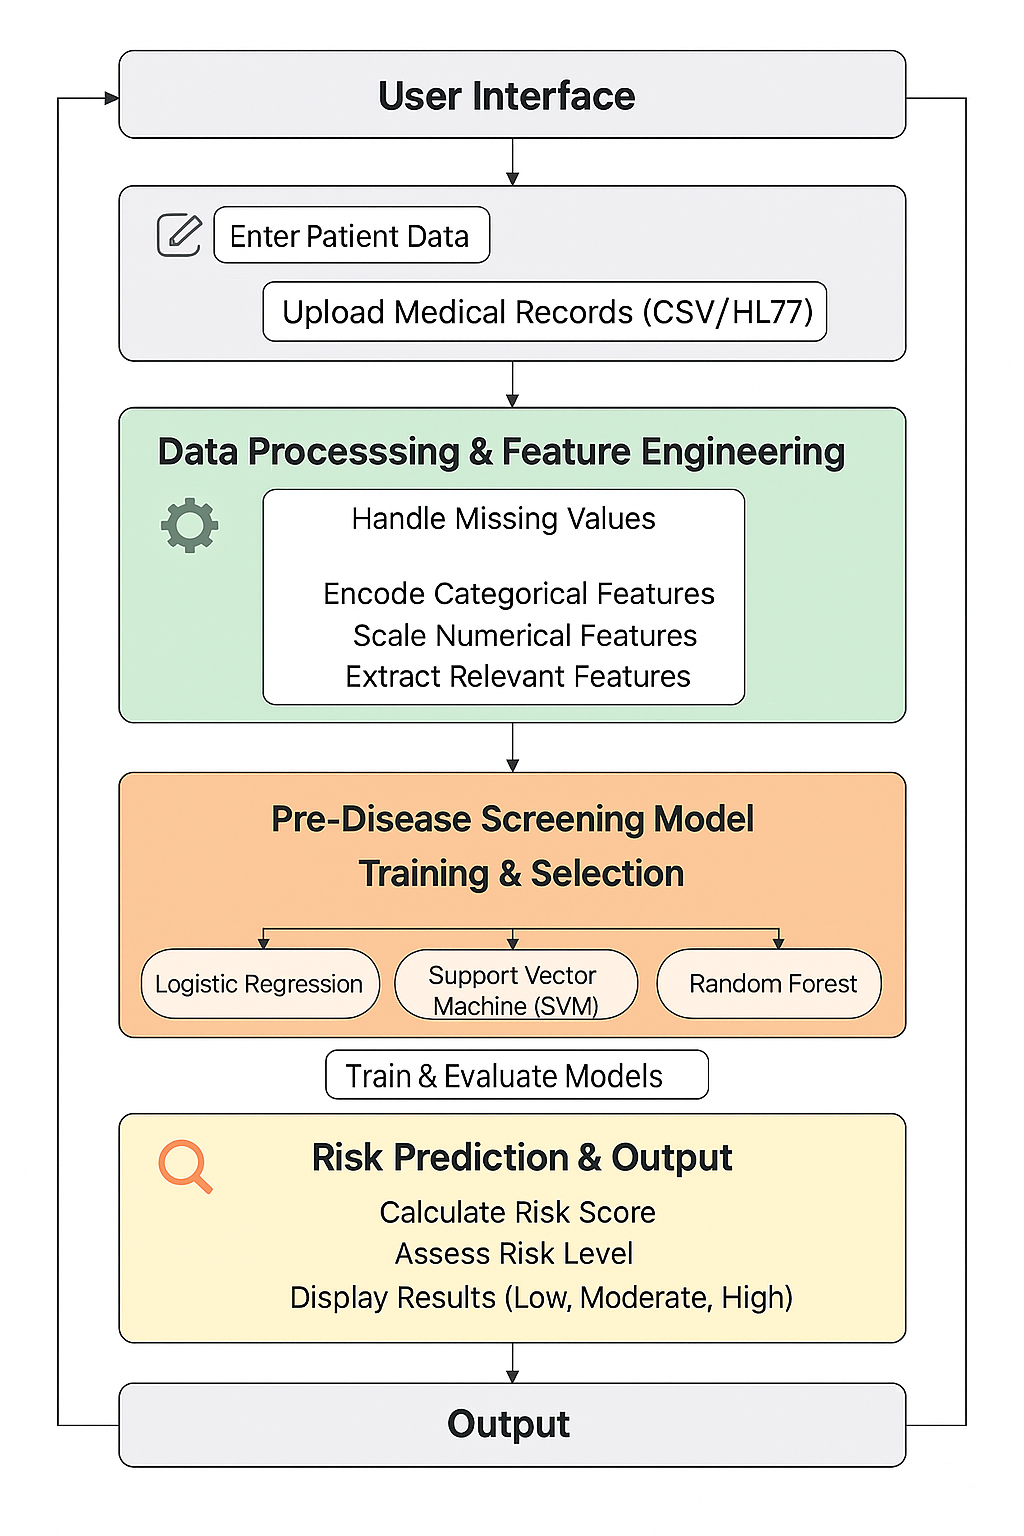 User Interface
Enter Patient Data
Upload Medical Records (CSV/HL77)
Data Processsing & Feature Engineering
Handle Missing Values
Encode Categorical Features
Scale Numerical Features
Extract Relevant Features
Pre-Disease Screening Model
Training & Selection
Logistic Regression
Support Vector
Machine (SVM)
Random Forest
Train & Evaluate Models
Risk Prediction & Output
Calculate Risk Score
Assess Risk Level
Display Results (Low, Moderate, High)
Output